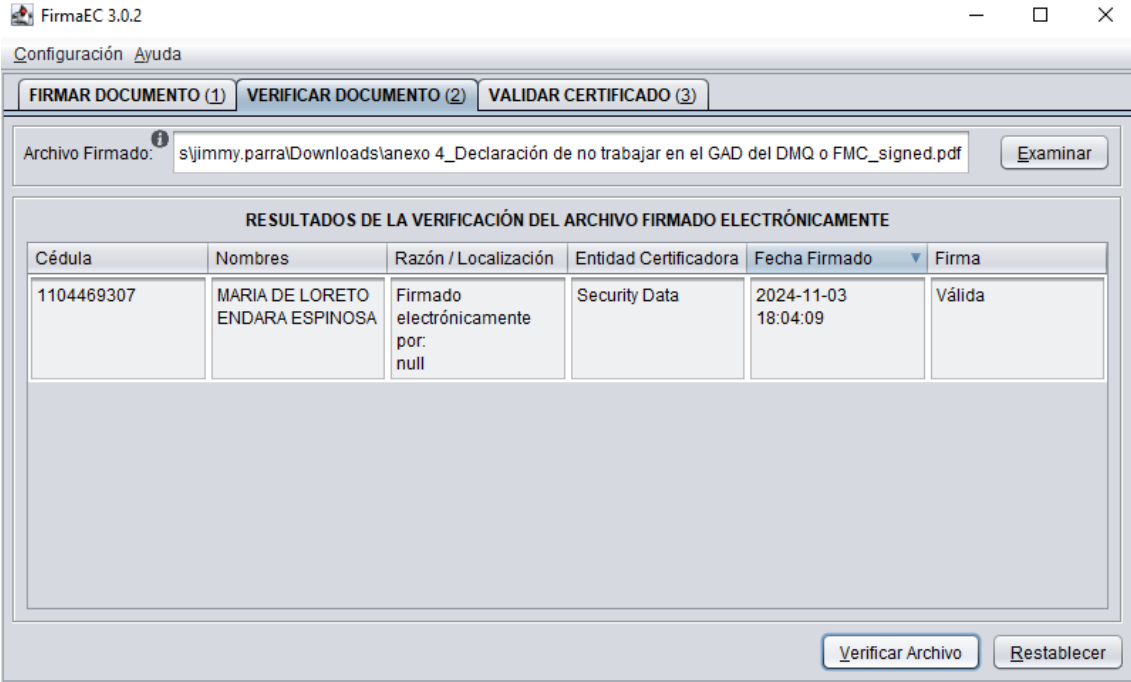 FirmaEC 3.0.2
Configuración Ayuda
FIRMAR DOCUMENTO (1) VERIFICAR DOCUMENTO (2) VALIDAR CERTIFICADO (3)
Archivo Firmado: s\jimmy.parra\Downloads\anexo 4_Declaración de no trabajar en el GAD del DMQ o FMC_signed.pdf Examinar
RESULTADOS DE LA VERIFICACIÓN DEL ARCHIVO FIRMADO ELECTRÓNICAMENTE
Cédula Nombres Razón / Localización Entidad Certificadora Fecha Firmado Firma
1104469307 MARIA DE LORETO Firmado Security Data 2024-11-03 Válida
ENDARA ESPINOSA electrónicamente 18:04:09
por:
null
Verificar Archivo Restablecer